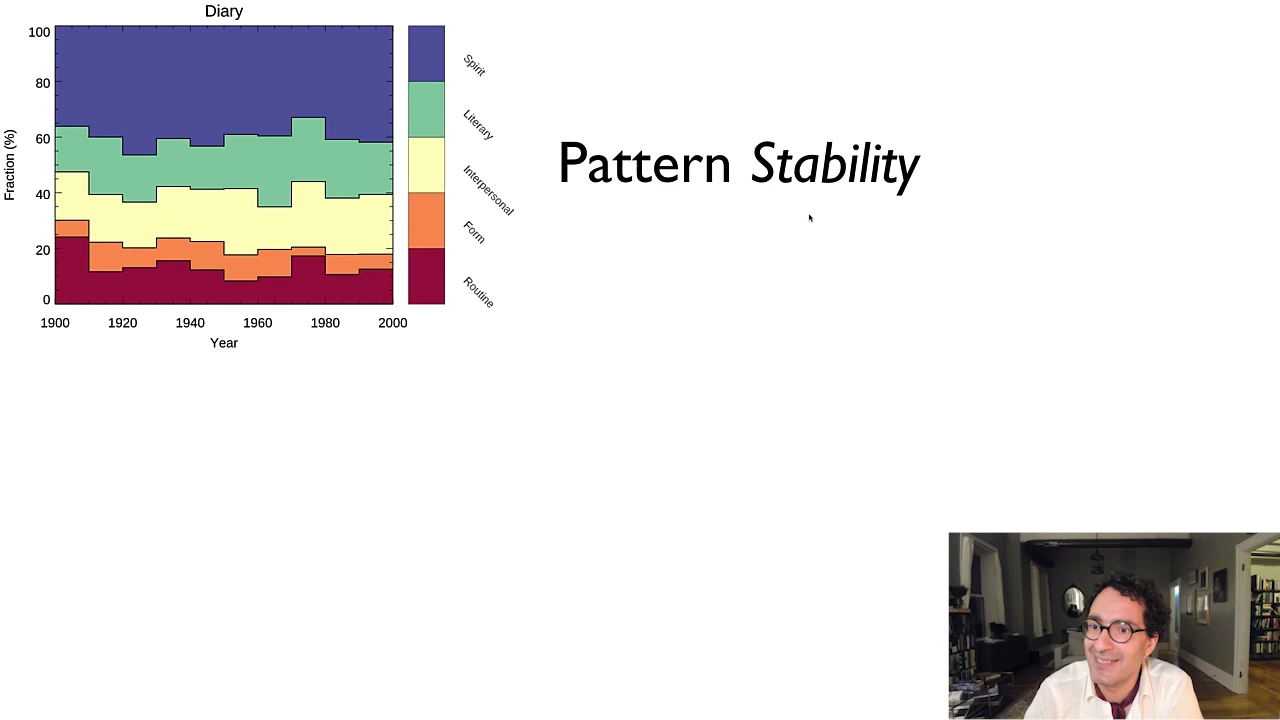 Diary
100
80
60
40
20
0
Fraction (%)
1900 1920 1940 1960 1980 2000
Year
Spirit
Literary
Interpersonal
Form
Routine
Pattern Stability